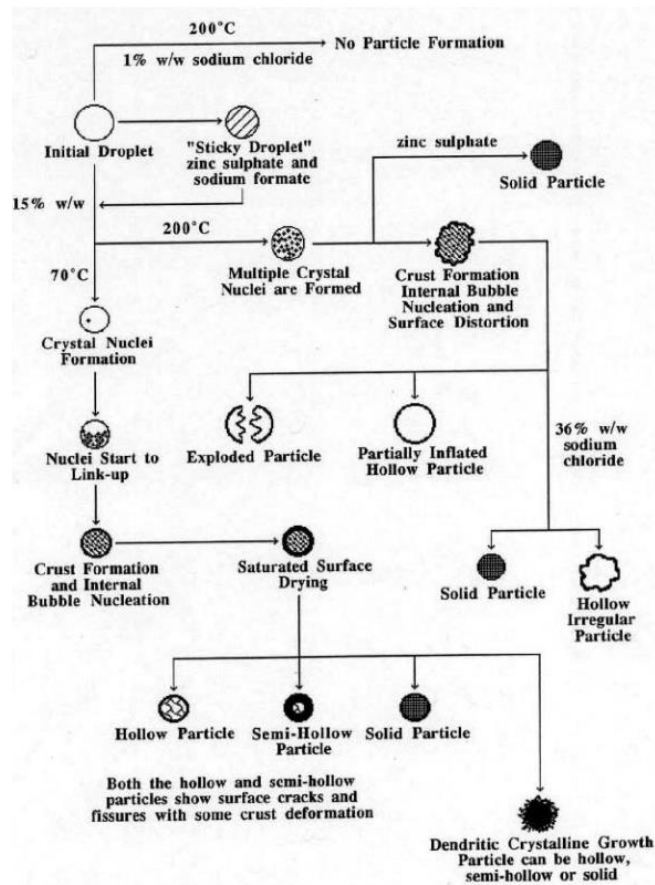 200°C
1% w/w sodium chloride
No Particle Formation
Initial Droplet
"Sticky Droplet"
zinc sulphate and
sodium formate
zinc sulphate
Solid Particle
15% w/w
200°C
70°C
Multiple Crystal
Nuclei are Formed
Crust Formation
Internal Bubble
Nucleation and
Surface Distortion
Crystal Nuclei
Formation
Exploded Particle
Partially Inflated
Hollow Particle
36% w/w
sodium
chloride
Nuclei Start to
Link-up
Crust Formation
and Internal
Bubble Nucleation
Saturated Surface
Drying
Solid Particle
Hollow
Irregular
Particle
Hollow Particle
Semi-Hollow
Particle
Solid Particle
Both the hollow and semi-hollow
particles show surface cracks and
fissures with some crust deformation
Dendritic Crystalline Growth
Particle can be hollow,
semi-hollow or solid